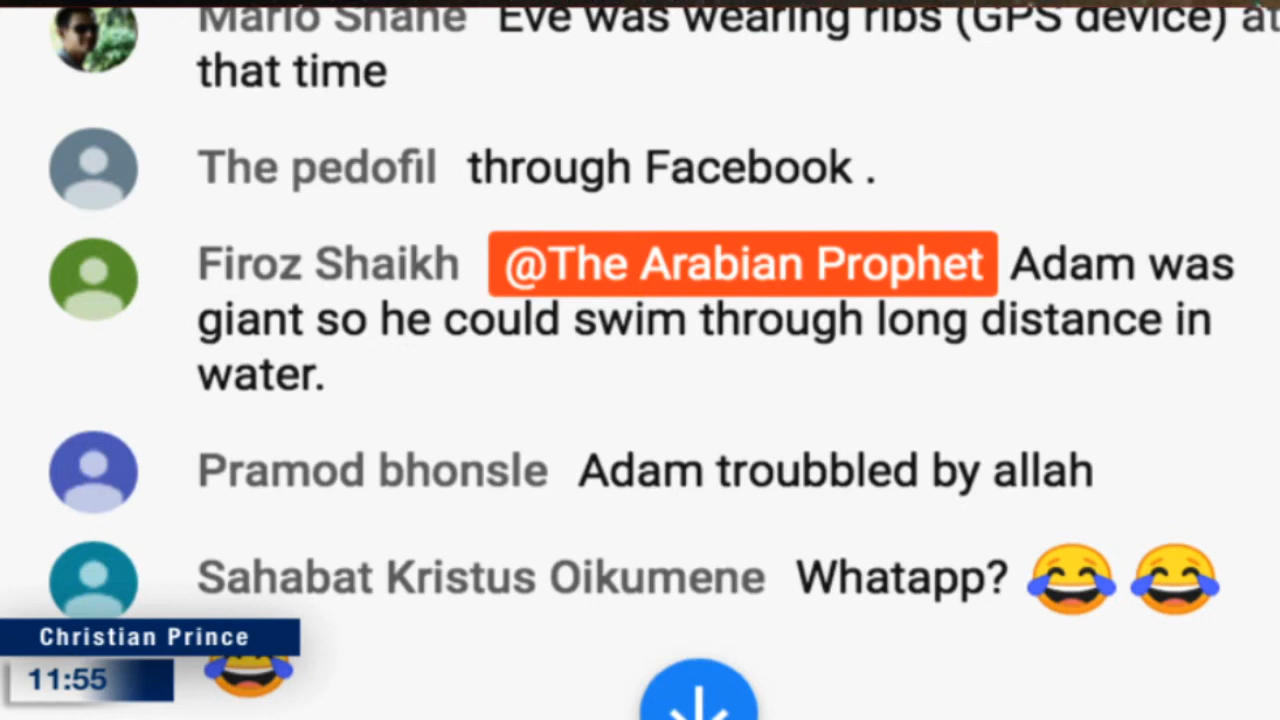 Mario Shane Eve was wearing ribs (GPS device) at
that time
The pedofil through Facebook .
Firoz Shaikh @The Arabian Prophet Adam was
giant so he could swim through long distance in
water.
Pramod bhonsle Adam troubbled by allah
Sahabat Kristus Oikumene Whatapp? 😂 😂
😂
Christian Prince
11:55